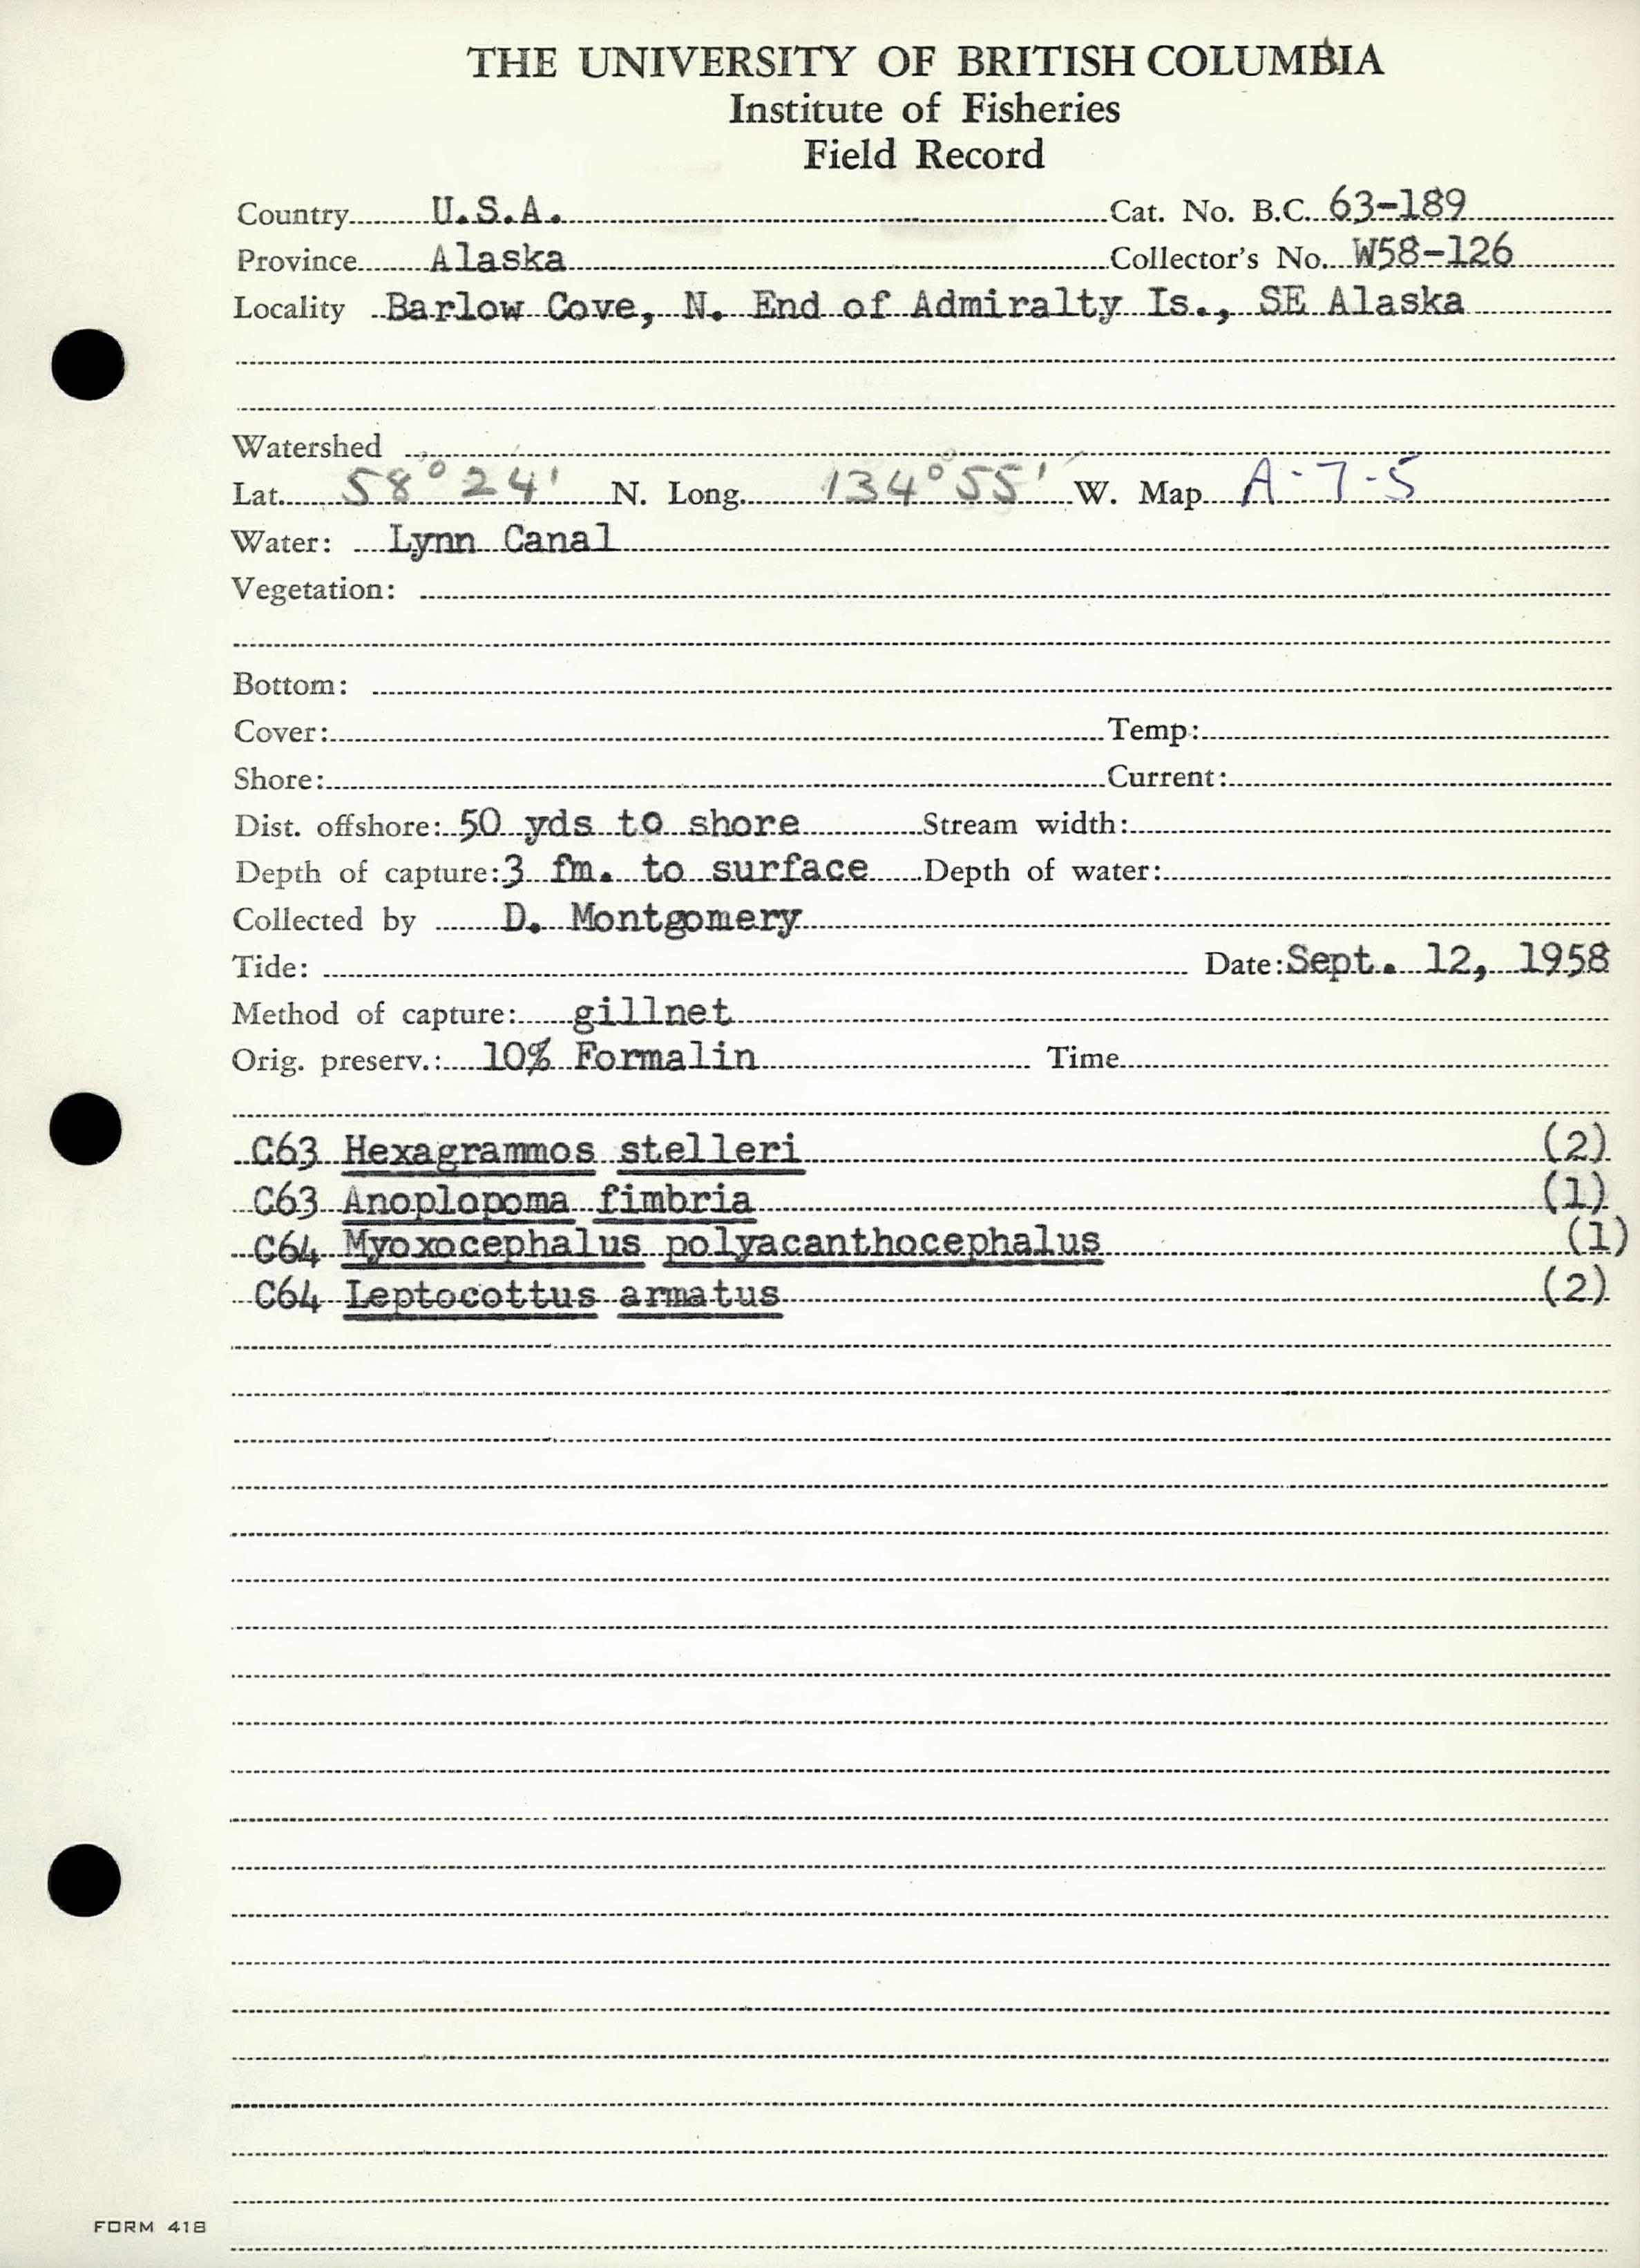 THE UNIVERSITY OF BRITISH COLUMBIA
Institute of Fisheries
Field Record
Country U.S.A. Cat. No. B.C. 63-189
Province Alaska Collector's No. W58-126
Locality Barlow Cove, N. End of Admiralty Is., SE Alaska
Watershed
Lat. 58° 24' N. Long. 134° 55' W. Map A-7-5
Water: Lynn Canal
Vegetation:
Bottom:
Cover: Temp:
Shore: Current:
Dist. offshore: 50 yds to shore Stream width:
Depth of capture: 3 fm. to surface Depth of water:
Collected by D. Montgomery
Tide: Date: Sept. 12, 1958
Method of capture: gillnet
Orig. preserv.: 10% Formalin Time
C63 Hexagrammos stelleri (2)
C63 Anoplopoma fimbria (1)
C64 Myoxocephalus polyacanthocephalus (1)
C64 Leptocottus armatus (2)
FORM 418